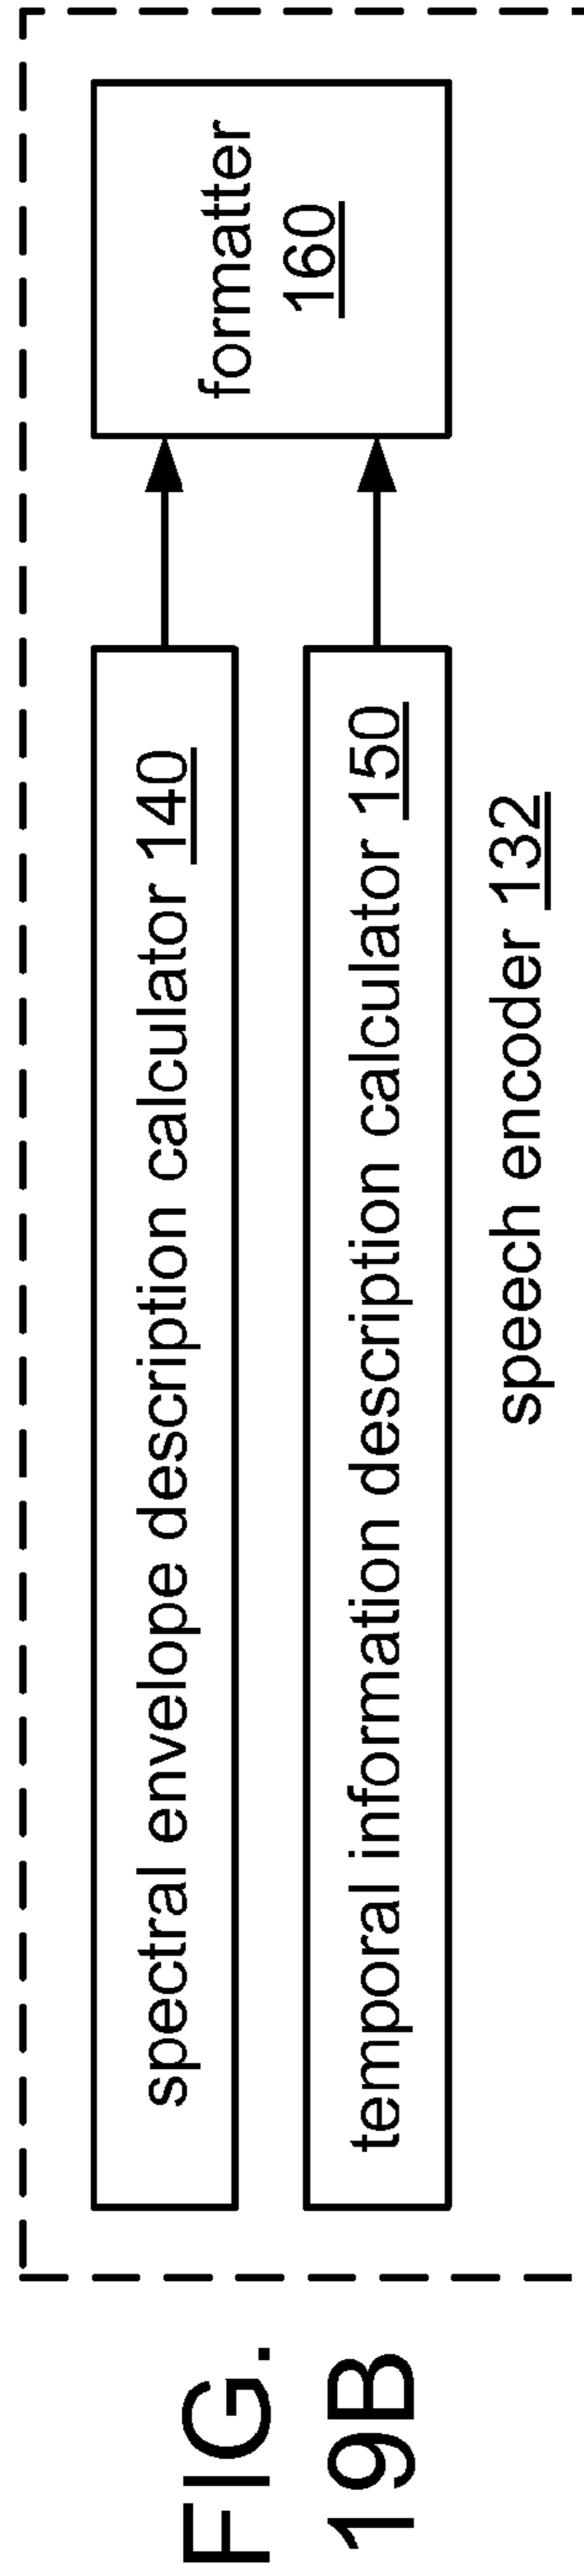 FIG.
19B
spectral envelope description calculator 140
temporal information description calculator 150
formatter
160
speech encoder 132